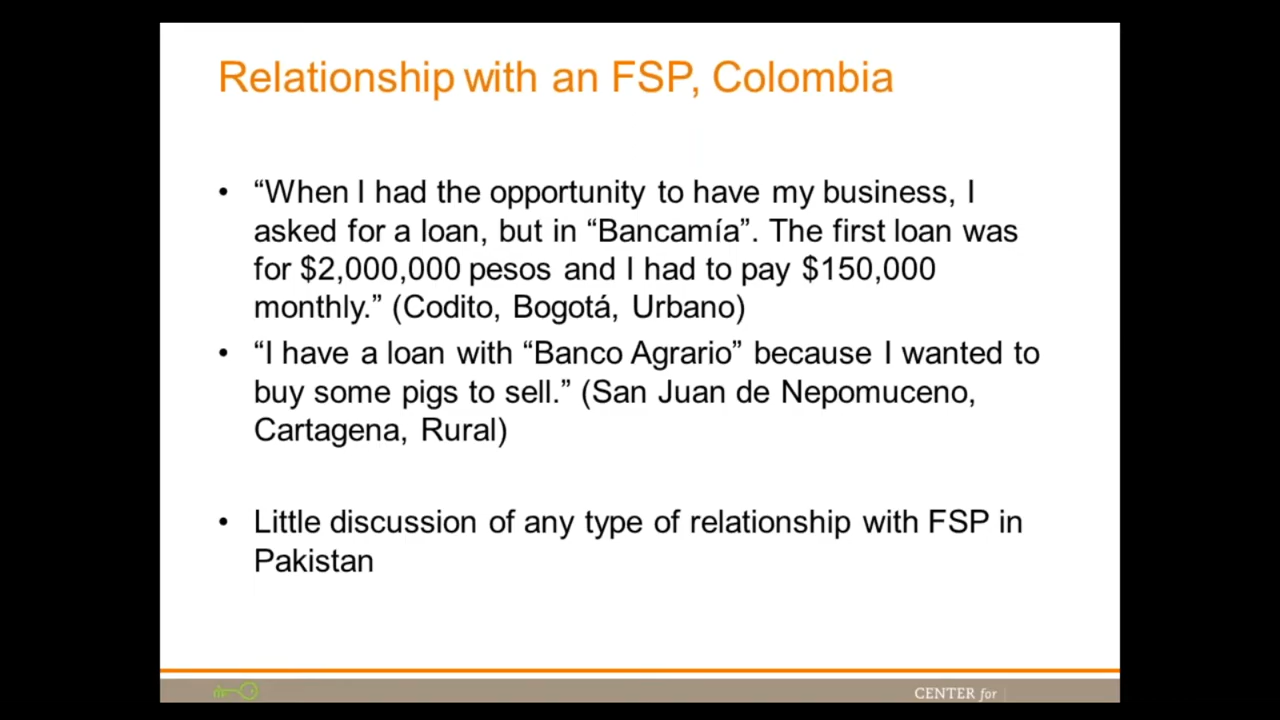 Relationship with an FSP, Colombia
• “When I had the opportunity to have my business, I
asked for a loan, but in “Bancamía”. The first loan was
for $2,000,000 pesos and I had to pay $150,000
monthly.” (Codito, Bogotá, Urbano)
• “I have a loan with “Banco Agrario” because I wanted to
buy some pigs to sell.” (San Juan de Nepomuceno,
Cartagena, Rural)
• Little discussion of any type of relationship with FSP in
Pakistan
CENTER for